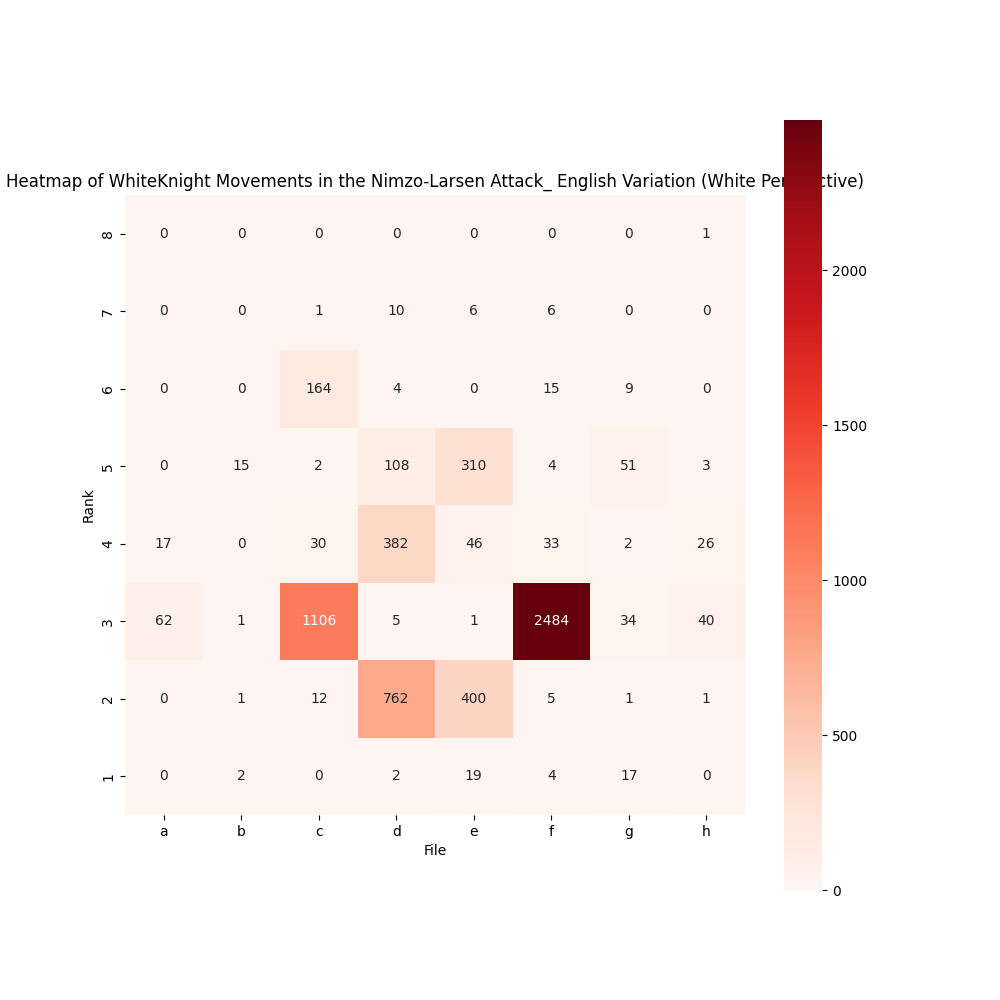 Heatmap of WhiteKnight Movements in the Nimzo-Larsen Attack_ English Variation (White Per ctive)
8 0 0 0 0 0 0 0 1
7 0 0 1 10 6 6 0 0
6 0 0 164 4 0 15 9 0
5 0 15 2 108 310 4 51 3
4 17 0 30 382 46 33 2 26
3 62 1 1106 5 1 2484 34 40
2 0 1 12 762 400 5 1 1
1 0 2 0 2 19 4 17 0
a b c d e f g h
File
Rank
2000
1500
1000
500
0